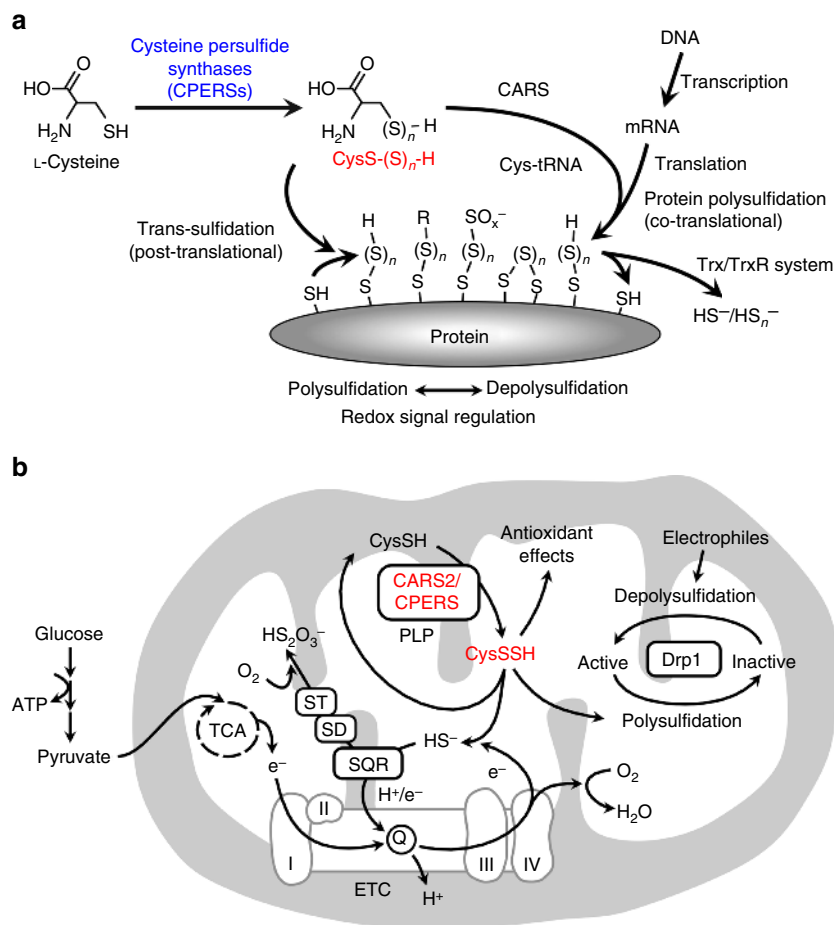 a
Cysteine persulfide
synthases
(CPERSs)
HO
O
H₂N
SH
L-Cysteine
HO
O
H₂N
(S)ₙ–H
CysS-(S)ₙ-H
CARS
Cys-tRNA
DNA
Transcription
mRNA
Translation
Protein polysulfidation
(co-translational)
Trans-sulfidation
(post-translational)
H
R
SOₓ⁻
H
(S)ₙ
(S)ₙ
(S)ₙ
(S)ₙ
(S)ₙ
SH
S
S
S
S
S
S
SH
Trx/TrxR system
HS⁻/HSₙ⁻
Protein
Polysulfidation
Depolysulfidation
Redox signal regulation
b
Glucose
ATP
Pyruvate
TCA
e⁻
HS₂O₃⁻
O₂
ST
SD
SQR
HS⁻
H⁺/e⁻
CysSH
CARS2/
CPERS
PLP
CysSSH
Antioxidant
effects
Electrophiles
Depolysulfidation
Active
Drp1
Inactive
Polysulfidation
e⁻
O₂
H₂O
I
II
Q
III
IV
ETC
H⁺